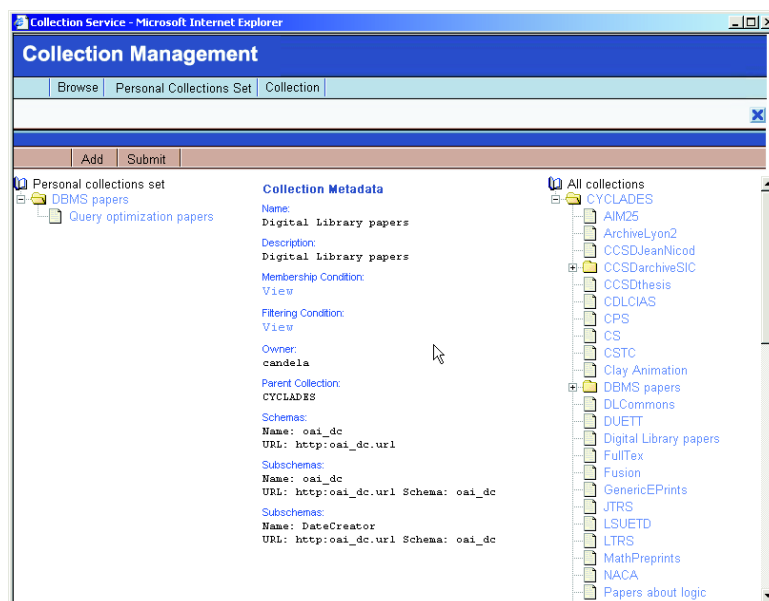 Collection Service - Microsoft Internet Explorer
Collection Management
Browse Personal Collections Set Collection
Add Submit
Personal collections set
DBMS papers
Query optimization papers
Collection Metadata
Name:
Digital Library papers
Description:
Digital Library papers
Membership Condition:
View
Filtering Condition:
View
Owner:
candela
Parent Collection:
CYCLADES
Schemas:
Name: oai_dc
URL: http:oai_dc.url
Subschemas:
Name: oai_dc
URL: http:oai_dc.url Schema: oai_dc
Subschemas:
Name: DateCreator
URL: http:oai_dc.url Schema: oai_dc
All collections
CYCLADES
AIM25
ArchiveLyon2
CCSDJeanNicod
CCSDarchiveSIC
CCSDthesis
CDLCIAS
CPS
CS
CSTC
Clay Animation
DBMS papers
DLCommons
DUETT
Digital Library papers
FullTex
Fusion
GenericEPrints
JTRS
LSUETD
LTRS
MathPreprints
NACA
Papers about logic